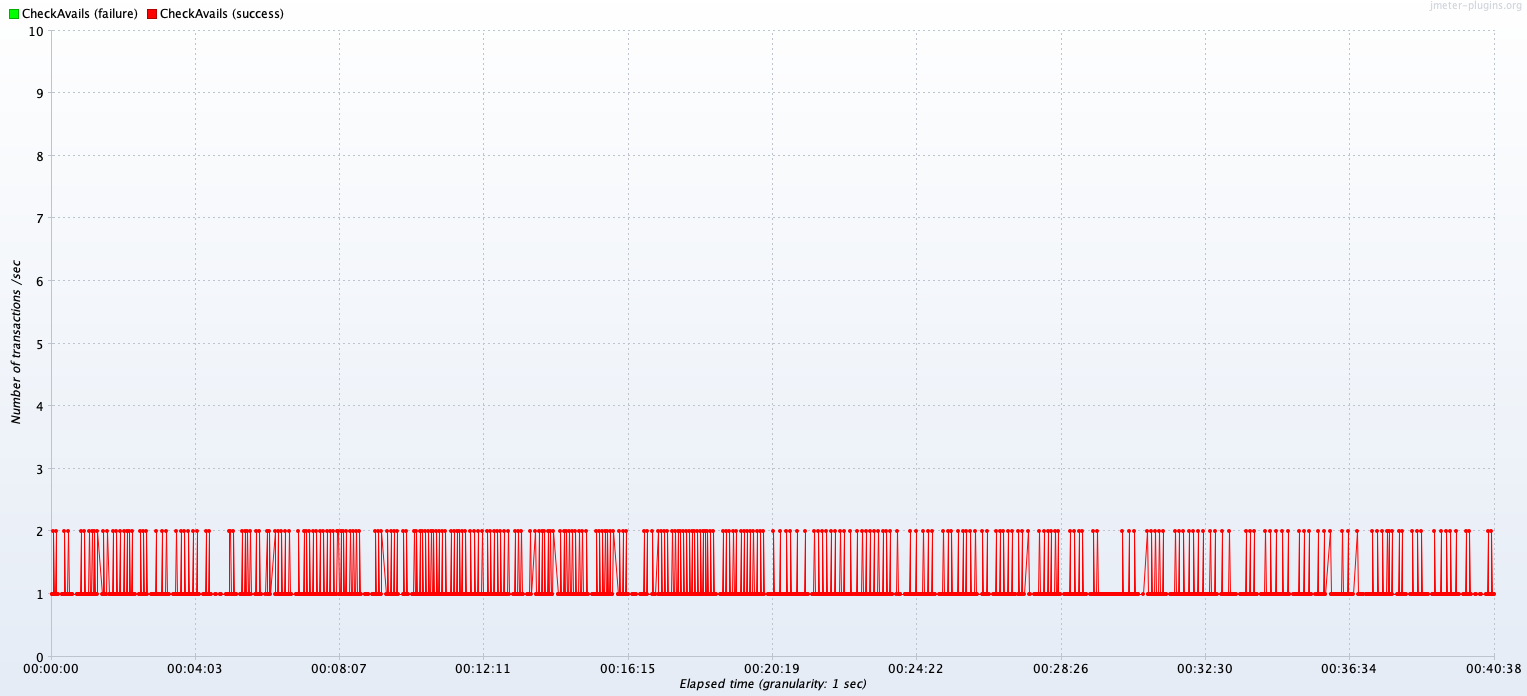 CheckAvails (failure) CheckAvails (success)
jmeter-plugins.org
10
9
8
7
6
5
4
3
2
1
0
Number of transactions /sec
00:00:00 00:04:03 00:08:07 00:12:11 00:16:15 00:20:19 00:24:22 00:28:26 00:32:30 00:36:34 00:40:38
Elapsed time (granularity: 1 sec)